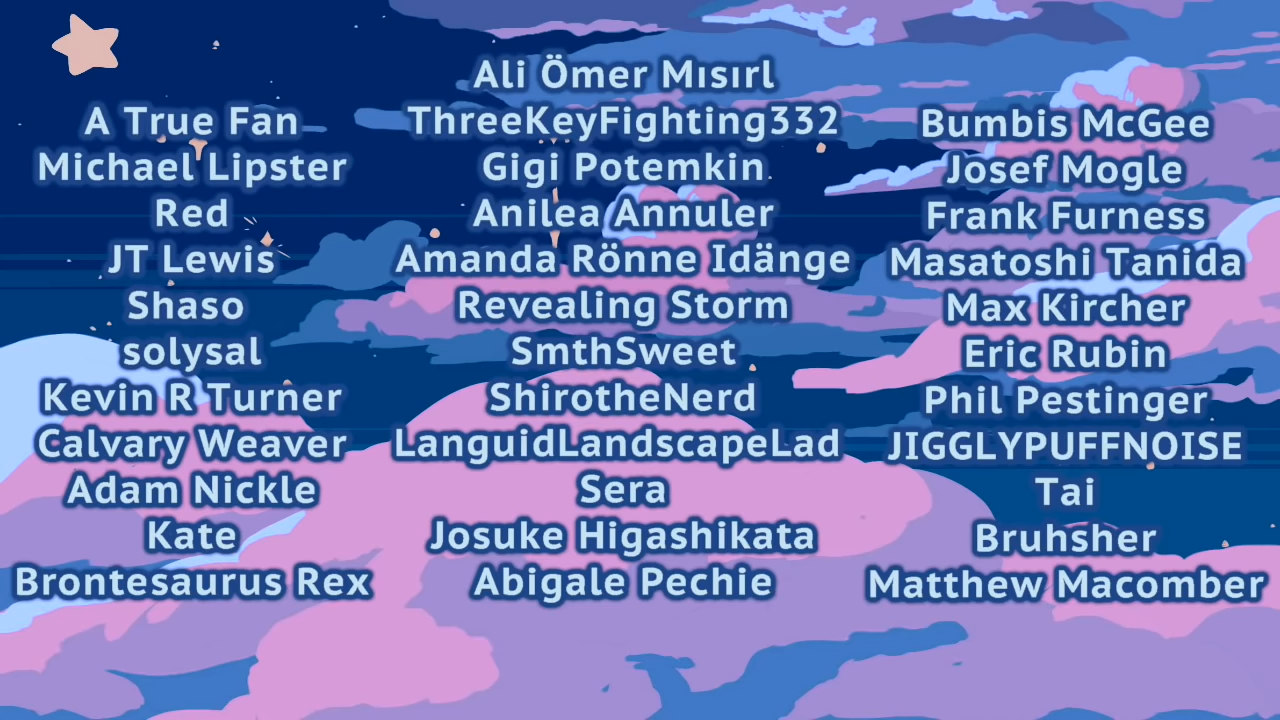 A True Fan
Michael Lipster
Red
JT Lewis
Shaso
solysal
Kevin R Turner
Calvary Weaver
Adam Nickle
Kate
Brontesaurus Rex
Ali Ömer Mısırl
ThreeKeyFighting332
Gigi Potemkin
Anilea Annuler
Amanda Rönne Idänge
Revealing Storm
SmthSweet
ShirotheNerd
LanguidLandscapeLad
Sera
Josuke Higashikata
Abigale Pechie
Bumbis McGee
Josef Mogle
Frank Furness
Masatoshi Tanida
Max Kircher
Eric Rubin
Phil Pestinger
JIGGLYPUFFNOISE
Tai
Bruhsher
Matthew Macomber